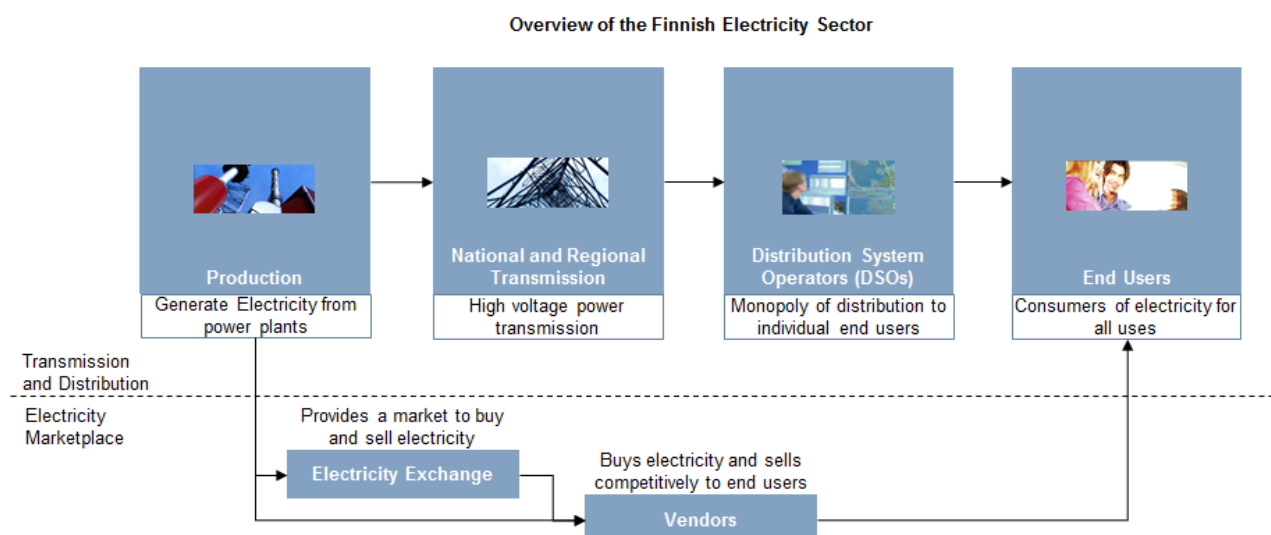 Overview of the Finnish Electricity Sector
Production
Generate Electricity from
power plants
National and Regional
Transmission
High voltage power
transmission
Distribution System
Operators (DSOs)
Monopoly of distribution to
individual end users
End Users
Consumers of electricity for
all uses
Transmission
and Distribution
Electricity
Marketplace
Provides a market to buy
and sell electricity
Electricity Exchange
Buys electricity and sells
competitively to end users
Vendors